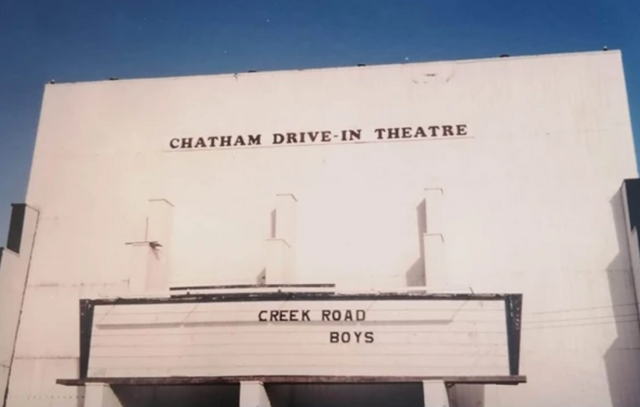 CHATHAM DRIVE-IN THEATRE
CREEK ROAD
BOYS